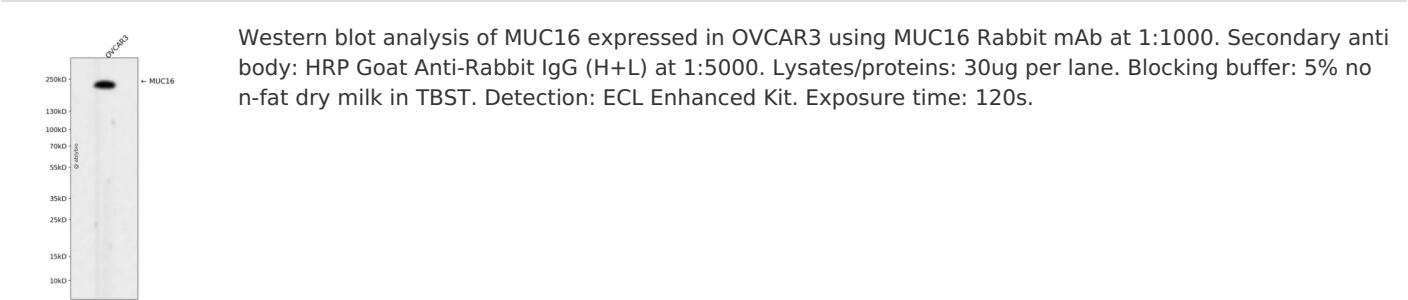 OVCAR3
250kD
← MUC16
130kD
100kD
70kD
55kD
35kD
25kD
15kD
10kD
@ ablybio
Western blot analysis of MUC16 expressed in OVCAR3 using MUC16 Rabbit mAb at 1:1000. Secondary anti
body: HRP Goat Anti-Rabbit IgG (H+L) at 1:5000. Lysates/proteins: 30ug per lane. Blocking buffer: 5% no
n-fat dry milk in TBST. Detection: ECL Enhanced Kit. Exposure time: 120s.